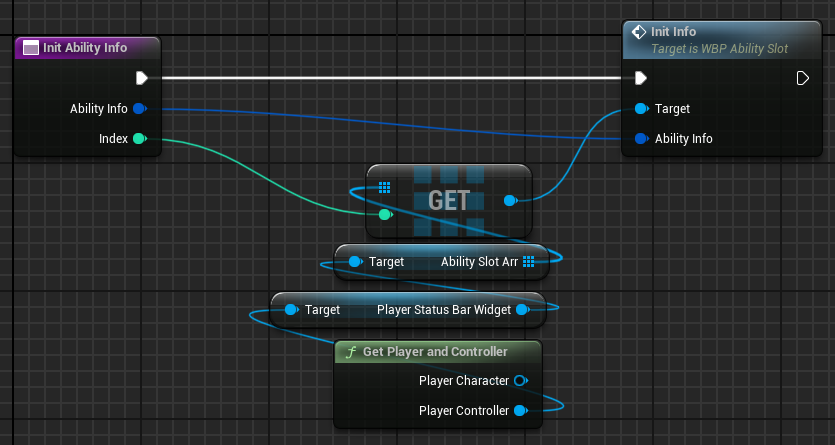 Init Ability Info
Ability Info
Index
Init Info
Target is WBP Ability Slot
Target
Ability Info
GET
Target Ability Slot Arr
Target Player Status Bar Widget
f Get Player and Controller
Player Character
Player Controller